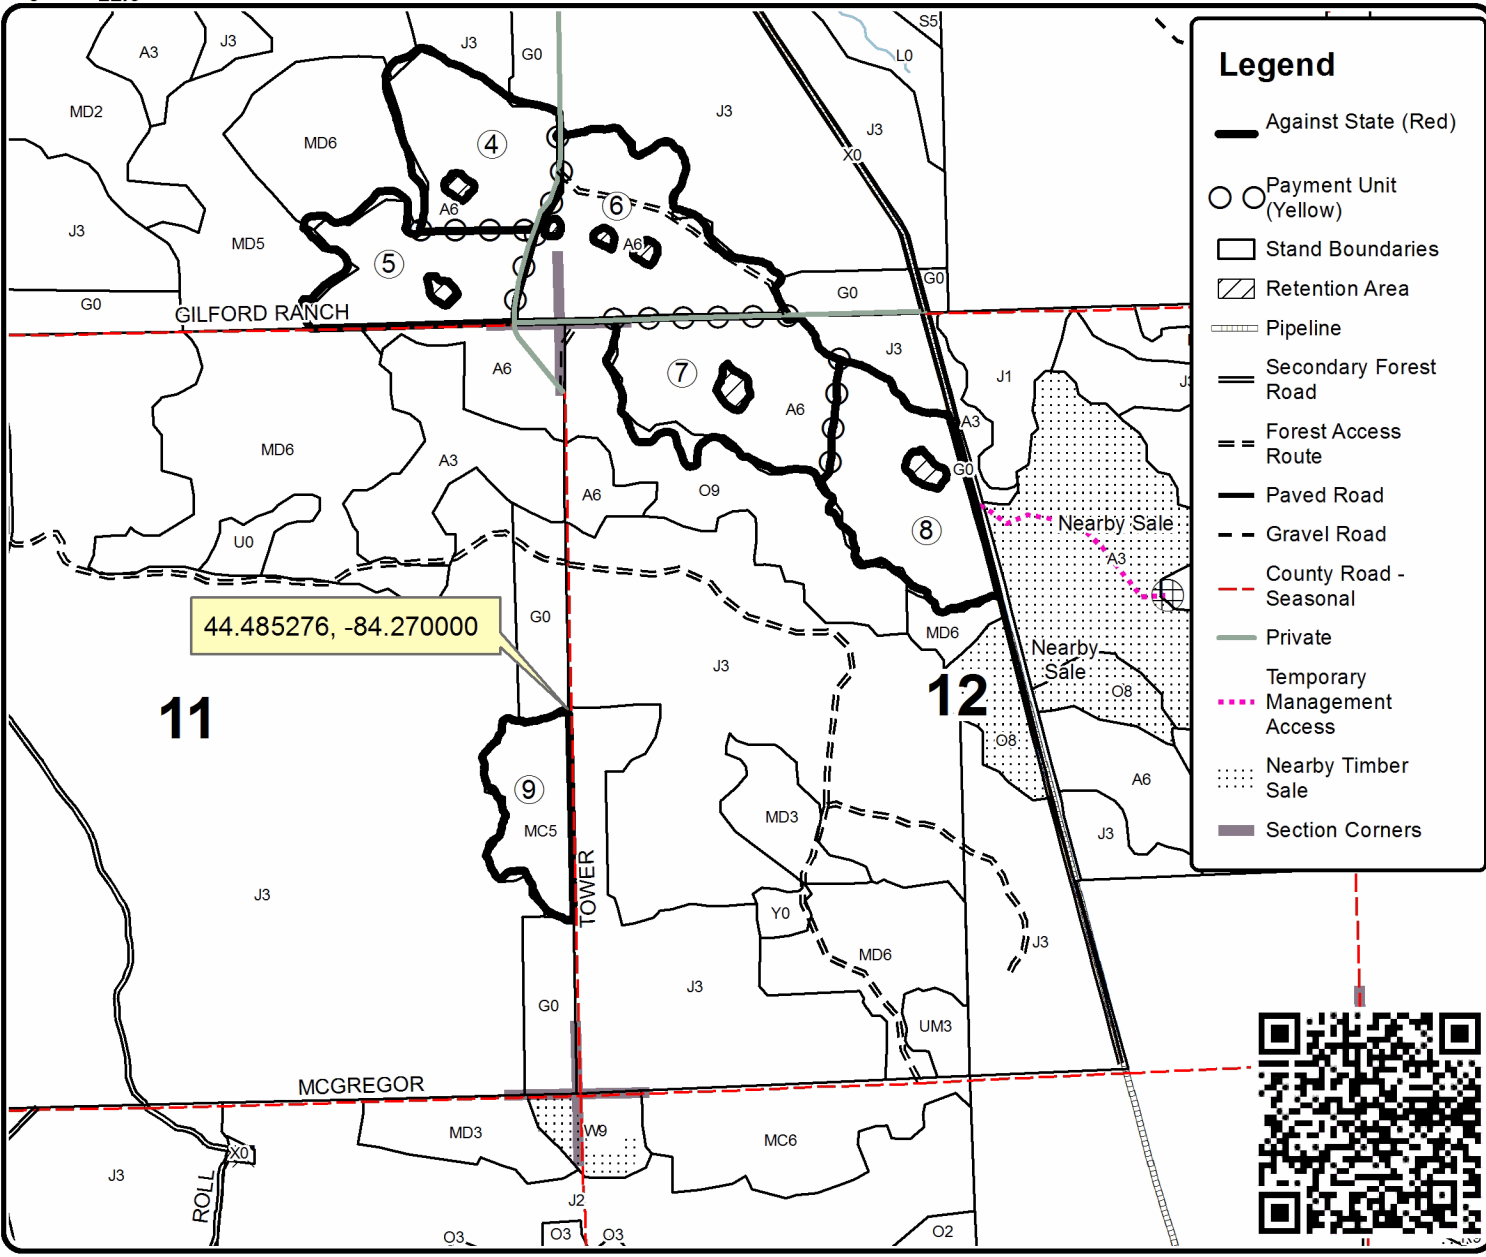 S5
A3
J3
J3
G0
L0
MD2
J3
MD6
4
J3
X0
A6
6
J3
MD5
A6
5
G0
G0
G0
GILFORD RANCH
A6
7
J3
J1
A6
A3
MD6
A3
G0
A6
O9
Nearby Sale
8
U0
A3
G0
44.485276, -84.270000
MD6
J3
Nearby
Sale
11
12
O8
O8
9
A6
MC5
MD3
J3
TOWER
J3
Y0
J3
MD6
J3
G0
UM3
MCGREGOR
MD3
W9
MC6
X0
J3
ROLL
J2
O3
O3
O3
O2
Legend
Against State (Red)
Payment Unit
(Yellow)
Stand Boundaries
Retention Area
Pipeline
Secondary Forest
Road
Forest Access
Route
Paved Road
Gravel Road
County Road -
Seasonal
Private
Temporary
Management
Access
Nearby Timber
Sale
Section Corners